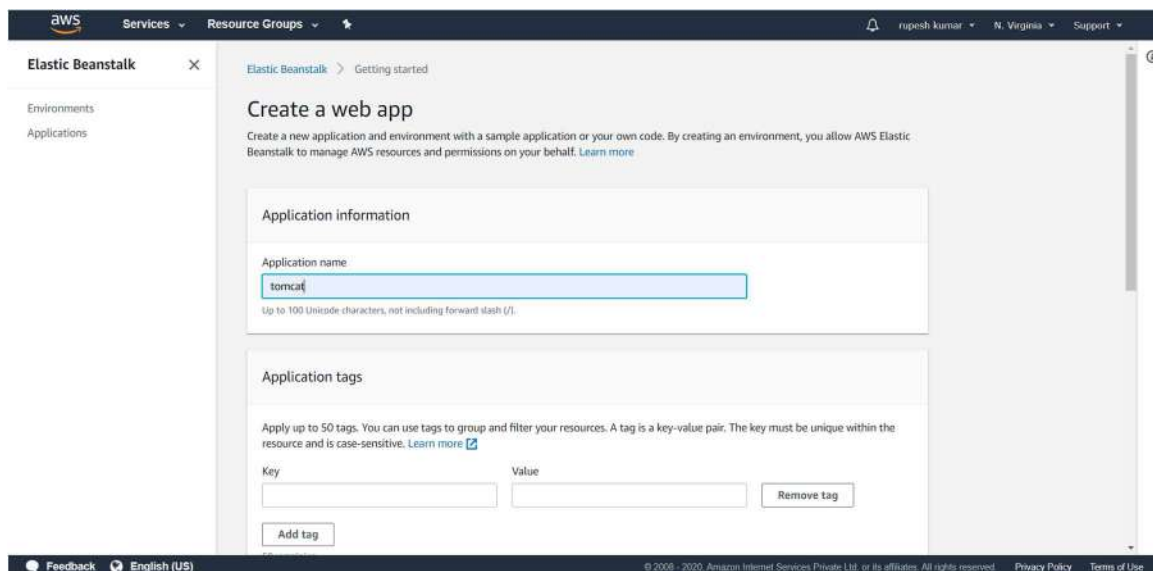 aws Services Resource Groups rupesh kumar N. Virginia Support
Elastic Beanstalk
Environments
Applications
Elastic Beanstalk > Getting started
Create a web app
Create a new application and environment with a sample application or your own code. By creating an environment, you allow AWS Elastic
Beanstalk to manage AWS resources and permissions on your behalf. Learn more
Application information
Application name
tomcat
Up to 100 Unicode characters, not including forward slash (/).
Application tags
Apply up to 50 tags. You can use tags to group and filter your resources. A tag is a key-value pair. The key must be unique within the
resource and is case-sensitive. Learn more
Key Value
Remove tag
Add tag
Feedback English (US) © 2008 - 2020, Amazon Internet Services Private Ltd. or its affiliates. All rights reserved. Privacy Policy Terms of Use